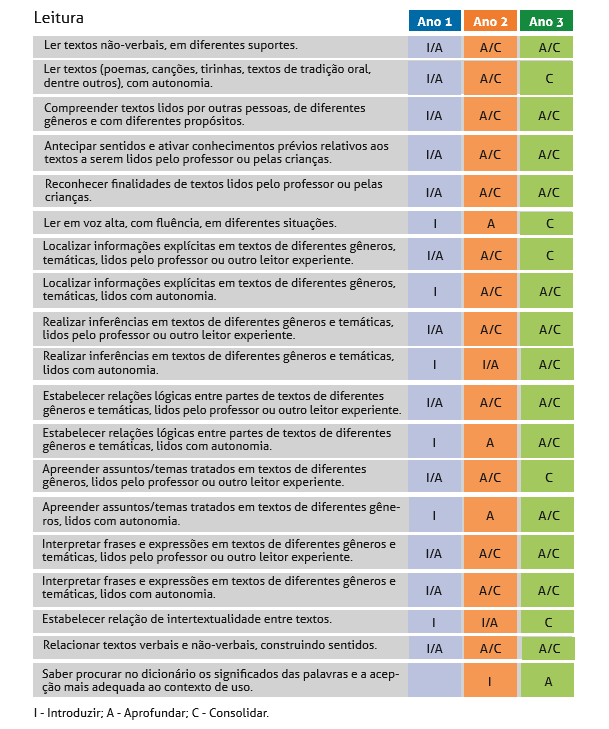 Leitura
Ano 1 Ano 2 Ano 3
Ler textos não-verbais, em diferentes suportes. I/A A/C A/C
Ler textos (poemas, canções, tirinhas, textos de tradição oral,
dentre outros), com autonomia. I/A A/C C
Compreender textos lidos por outras pessoas, de diferentes
gêneros e com diferentes propósitos. I/A A/C A/C
Antecipar sentidos e ativar conhecimentos prévios relativos aos
textos a serem lidos pelo professor ou pelas crianças. I/A A/C A/C
Reconhecer finalidades de textos lidos pelo professor ou pelas
crianças. I/A A/C A/C
Ler em voz alta, com fluência, em diferentes situações. I A C
Localizar informações explícitas em textos de diferentes gêneros,
temáticas, lidos pelo professor ou outro leitor experiente. I/A A/C C
Localizar informações explícitas em textos de diferentes gêneros,
temáticas, lidos com autonomia. I A/C A/C
Realizar inferências em textos de diferentes gêneros e temáticas,
lidos pelo professor ou outro leitor experiente. I/A A/C A/C
Realizar inferências em textos de diferentes gêneros e temáticas,
lidos com autonomia. I I/A A/C
Estabelecer relações lógicas entre partes de textos de diferentes
gêneros e temáticas, lidos pelo professor ou outro leitor experiente. I/A A/C A/C
Estabelecer relações lógicas entre partes de textos de diferentes
gêneros e temáticas, lidos com autonomia. I A A/C
Apreender assuntos/temas tratados em textos de diferentes
gêneros, lidos pelo professor ou outro leitor experiente. I/A A/C C
Apreender assuntos/temas tratados em textos de diferentes gêne-
ros, lidos com autonomia. I A A/C
Interpretar frases e expressões em textos de diferentes gêneros e
temáticas, lidos pelo professor ou outro leitor experiente. I/A A/C A/C
Interpretar frases e expressões em textos de diferentes gêneros e
temáticas, lidos com autonomia. I/A A/C A/C
Estabelecer relação de intertextualidade entre textos. I I/A C
Relacionar textos verbais e não-verbais, construindo sentidos. I/A A/C A/C
Saber procurar no dicionário os significados das palavras e a acep-
ção mais adequada ao contexto de uso. I A
I - Introduzir; A - Aprofundar; C - Consolidar.